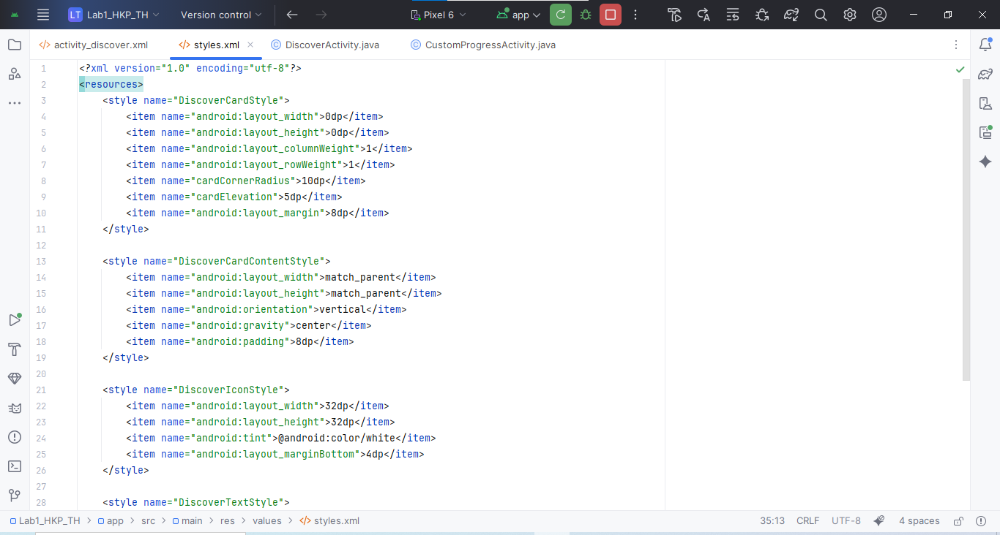 LT Lab1_HKP_TH Version control Pixel 6 app
activity_discover.xml styles.xml DiscoverActivity.java CustomProgressActivity.java
1 <?xml version="1.0" encoding="utf-8"?>
2 <resources>
3 <style name="DiscoverCardStyle">
4 <item name="android:layout_width">0dp</item>
5 <item name="android:layout_height">0dp</item>
6 <item name="android:layout_columnWeight">1</item>
7 <item name="android:layout_rowWeight">1</item>
8 <item name="cardCornerRadius">10dp</item>
9 <item name="cardElevation">5dp</item>
10 <item name="android:layout_margin">8dp</item>
11 </style>
12
13 <style name="DiscoverCardContentStyle">
14 <item name="android:layout_width">match_parent</item>
15 <item name="android:layout_height">match_parent</item>
16 <item name="android:orientation">vertical</item>
17 <item name="android:gravity">center</item>
18 <item name="android:padding">8dp</item>
19 </style>
20
21 <style name="DiscoverIconStyle">
22 <item name="android:layout_width">32dp</item>
23 <item name="android:layout_height">32dp</item>
24 <item name="android:tint">@android:color/white</item>
25 <item name="android:layout_marginBottom">4dp</item>
26 </style>
27
28 <style name="DiscoverTextStyle">
Lab1_HKP_TH > app > src > main > res > values > styles.xml 35:13 CRLF UTF-8 4 spaces